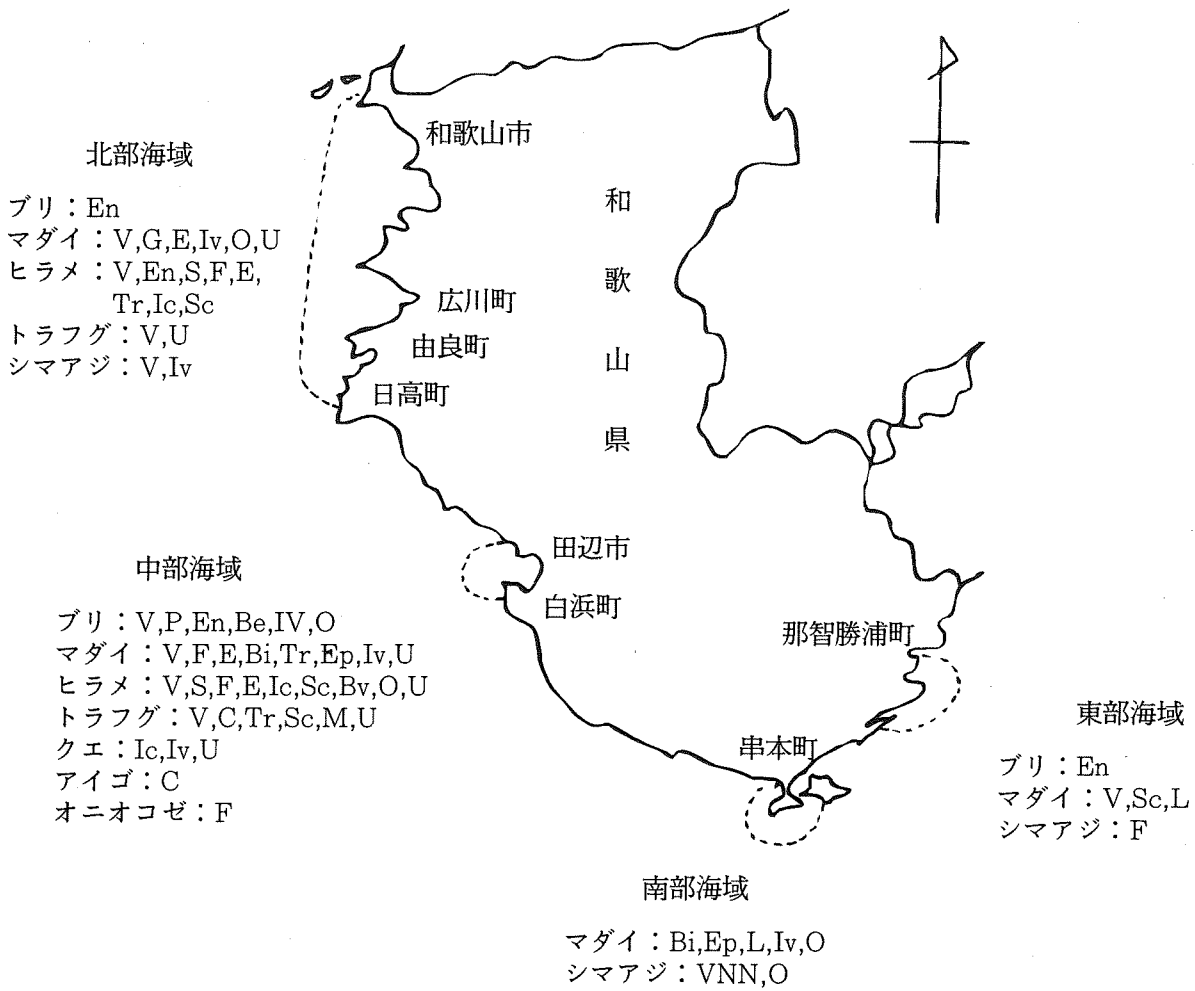 和歌山市
北部海域
ブリ：En
マダイ：V,G,E,Iv,O,U
ヒラメ：V,En,S,F,E,
Tr,Ic,Sc
トラフグ：V,U
シマアジ：V,Iv
和歌山県
広川町
由良町
日高町
田辺市
白浜町
中部海域
ブリ：V,P,En,Be,IV,O
マダイ：V,F,E,Bi,Tr,Ep,Iv,U
ヒラメ：V,S,F,E,Ic,Sc,Bv,O,U
トラフグ：V,C,Tr,Sc,M,U
クエ：Ic,Iv,U
アイゴ：C
オニオコゼ：F
那智勝浦町
串本町
東部海域
ブリ：En
マダイ：V,Sc,L
シマアジ：F
南部海域
マダイ：Bi,Ep,L,Iv,O
シマアジ：VNN,O